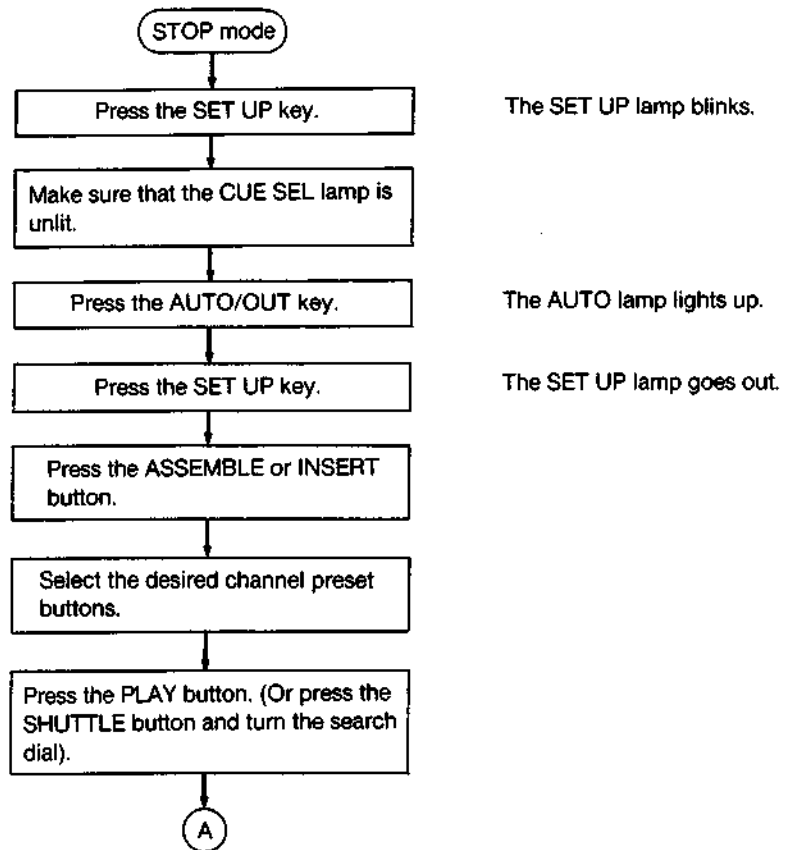 STOP mode
Press the SET UP key.
The SET UP lamp blinks.
Make sure that the CUE SEL lamp is
unlit.
Press the AUTO/OUT key.
The AUTO lamp lights up.
Press the SET UP key.
The SET UP lamp goes out.
Press the ASSEMBLE or INSERT
button.
Select the desired channel preset
buttons.
Press the PLAY button. (Or press the
SHUTTLE button and turn the search
dial).
A